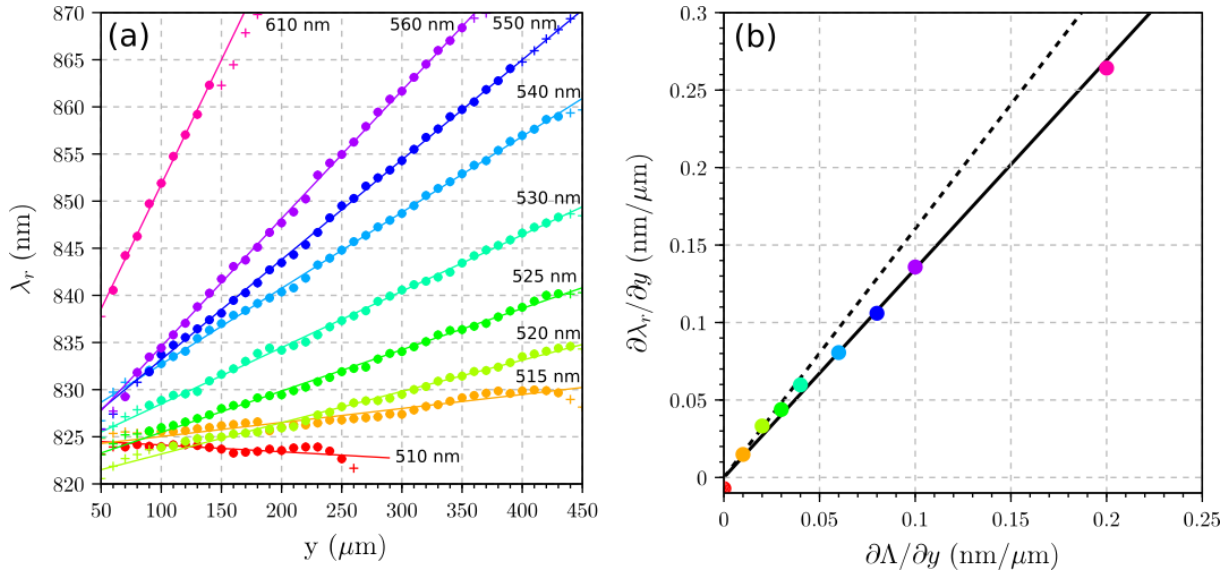 (a)
610 nm
560 nm
550 nm
540 nm
530 nm
525 nm
520 nm
515 nm
510 nm
870
865
860
855
850
845
840
835
830
825
820
λr (nm)
50 100 150 200 250 300 350 400 450
y (μm)
(b)
0.3
0.25
0.2
0.15
0.1
0.05
0
∂λr/∂y (nm/μm)
0 0.05 0.1 0.15 0.2 0.25
∂Λ/∂y (nm/μm)